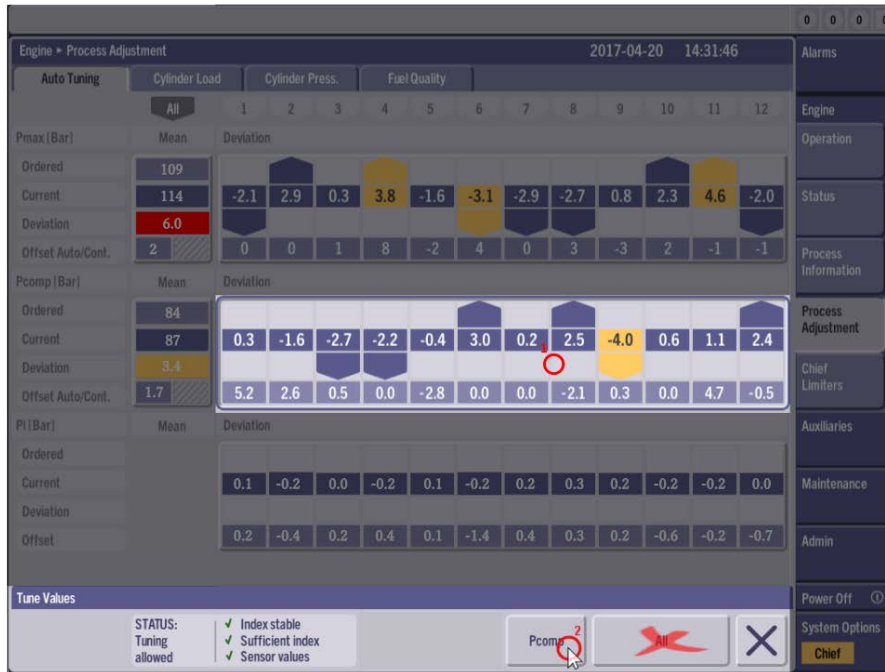 0 0 0
Engine ▸ Process Adjustment 2017-04-20 14:31:46 Alarms
Auto Tuning Cylinder Load Cylinder Press. Fuel Quality
All 1 2 3 4 5 6 7 8 9 10 11 12 Engine
Pmax [Bar] Mean Deviation Operation
Ordered 109
Current 114 -2.1 2.9 0.3 3.8 -1.6 -3.1 -2.9 -2.7 0.8 2.3 4.6 -2.0 Status
Deviation 6.0
Offset Auto/Cont. 2 0 0 1 8 -2 4 0 3 -3 2 -1 -1 Process
Information
Pcomp [Bar] Mean Deviation
Ordered 84 Process
Adjustment
Current 87 0.3 -1.6 -2.7 -2.2 -0.4 3.0 0.2 2.5 -4.0 0.6 1.1 2.4
1
Deviation 3.4 Chief
Limiters
Offset Auto/Cont. 1.7 5.2 2.6 0.5 0.0 -2.8 0.0 0.0 -2.1 0.3 0.0 4.7 -0.5
Pi [Bar] Mean Deviation Auxiliaries
Ordered
Current 0.1 -0.2 0.0 -0.2 0.1 -0.2 0.2 0.3 0.2 -0.2 -0.2 0.0 Maintenance
Deviation
Offset 0.2 -0.4 0.2 0.4 0.1 -1.4 0.4 0.3 0.2 -0.6 -0.2 -0.7 Admin
Tune Values Power Off
STATUS: ✓ Index stable System Options
Tuning ✓ Sufficient index Pcomp 2 All
allowed ✓ Sensor values Chief